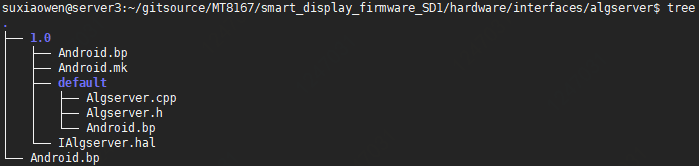 suxiaowen@server3:~/gitsource/MT8167/smart_display_firmware_SD1/hardware/interfaces/algserver$ tree
.
├── 1.0
│   ├── Android.bp
│   ├── Android.mk
│   ├── default
│   │   ├── Algserver.cpp
│   │   ├── Algserver.h
│   │   └── Android.bp
│   └── IAlgserver.hal
└── Android.bp